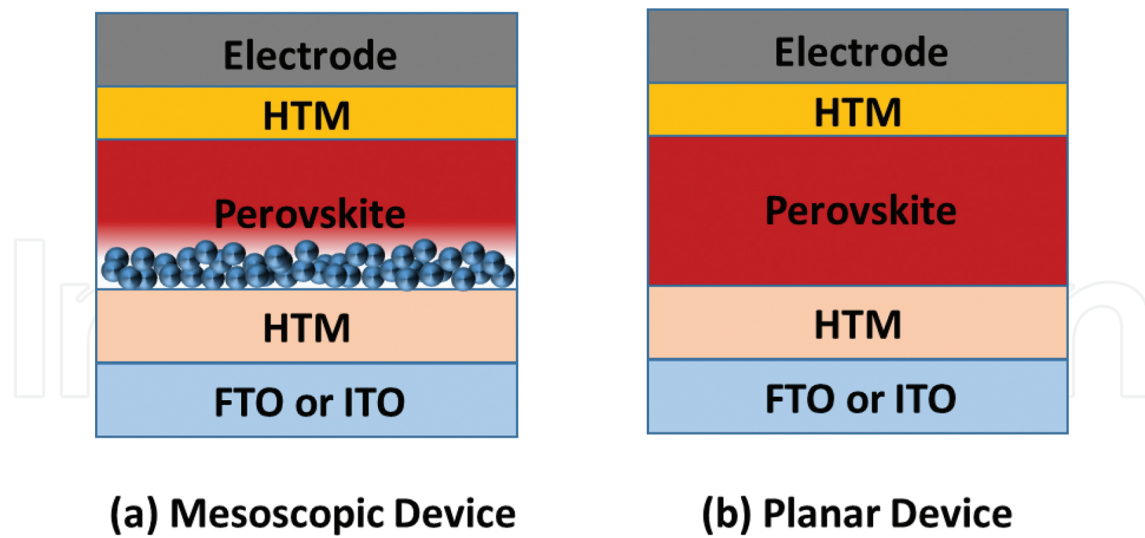 Electrode
HTM
Perovskite
HTM
FTO or ITO
(a) Mesoscopic Device
Electrode
HTM
Perovskite
HTM
FTO or ITO
(b) Planar Device